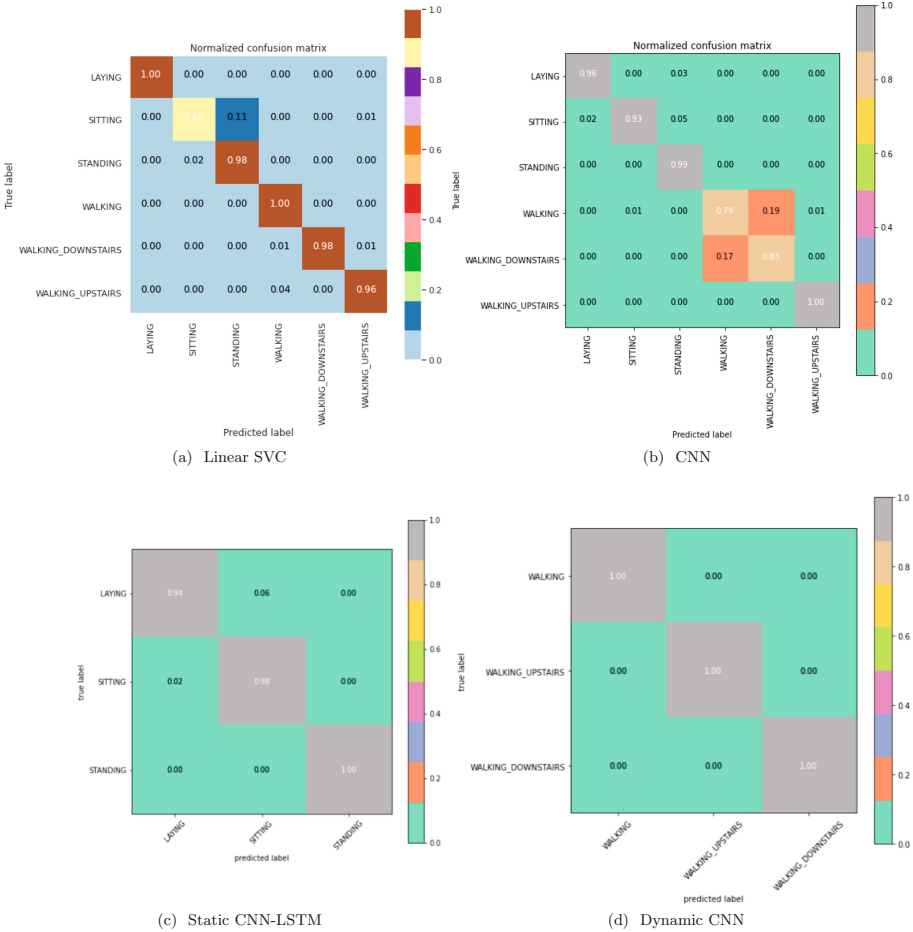 Normalized confusion matrix
1.0
0.8
0.6
0.4
0.2
0.0
True label
LAYING 1.00 0.00 0.00 0.00 0.00 0.00
SITTING 0.00 0.11 0.00 0.00 0.01
STANDING 0.00 0.02 0.98 0.00 0.00 0.00
WALKING 0.00 0.00 0.00 1.00 0.00 0.00
WALKING_DOWNSTAIRS 0.00 0.00 0.00 0.01 0.98 0.01
WALKING_UPSTAIRS 0.00 0.00 0.00 0.04 0.00 0.96
LAYING
SITTING
STANDING
WALKING
WALKING_DOWNSTAIRS
WALKING_UPSTAIRS
Predicted label
(a) Linear SVC
Normalized confusion matrix
1.0
0.8
0.6
0.4
0.2
0.0
True label
LAYING 0.96 0.00 0.03 0.00 0.00 0.00
SITTING 0.02 0.93 0.05 0.00 0.00 0.00
STANDING 0.00 0.00 0.99 0.00 0.00 0.00
WALKING 0.00 0.01 0.00 0.79 0.19 0.01
WALKING_DOWNSTAIRS 0.00 0.00 0.00 0.17 0.83 0.00
WALKING_UPSTAIRS 0.00 0.00 0.00 0.00 0.00 1.00
LAYING
SITTING
STANDING
WALKING
WALKING_DOWNSTAIRS
WALKING_UPSTAIRS
Predicted label
(b) CNN
1.0
0.8
0.6
0.4
0.2
0.0
true label
LAYING 0.94 0.06 0.00
SITTING 0.02 0.98 0.00
STANDING 0.00 0.00 1.00
LAYING
SITTING
STANDING
predicted label
(c) Static CNN-LSTM
1.0
0.8
0.6
0.4
0.2
0.0
true label
WALKING 1.00 0.00 0.00
WALKING_UPSTAIRS 0.00 1.00 0.00
WALKING_DOWNSTAIRS 0.00 0.00 1.00
WALKING
WALKING_UPSTAIRS
WALKING_DOWNSTAIRS
predicted label
(d) Dynamic CNN